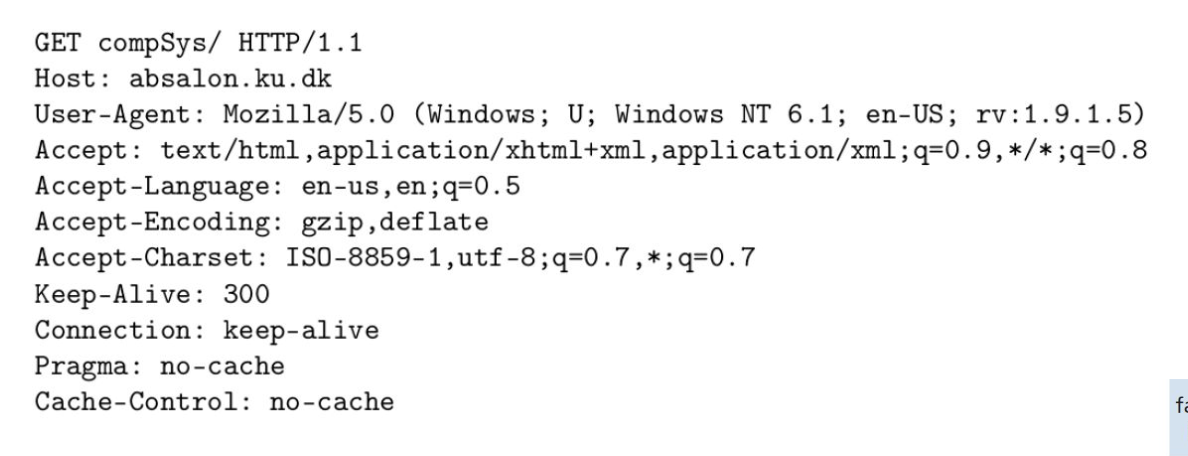 GET compSys/ HTTP/1.1
Host: absalon.ku.dk
User-Agent: Mozilla/5.0 (Windows; U; Windows NT 6.1; en-US; rv:1.9.1.5)
Accept: text/html,application/xhtml+xml,application/xml;q=0.9,*/*;q=0.8
Accept-Language: en-us,en;q=0.5
Accept-Encoding: gzip,deflate
Accept-Charset: ISO-8859-1,utf-8;q=0.7,*;q=0.7
Keep-Alive: 300
Connection: keep-alive
Pragma: no-cache
Cache-Control: no-cache